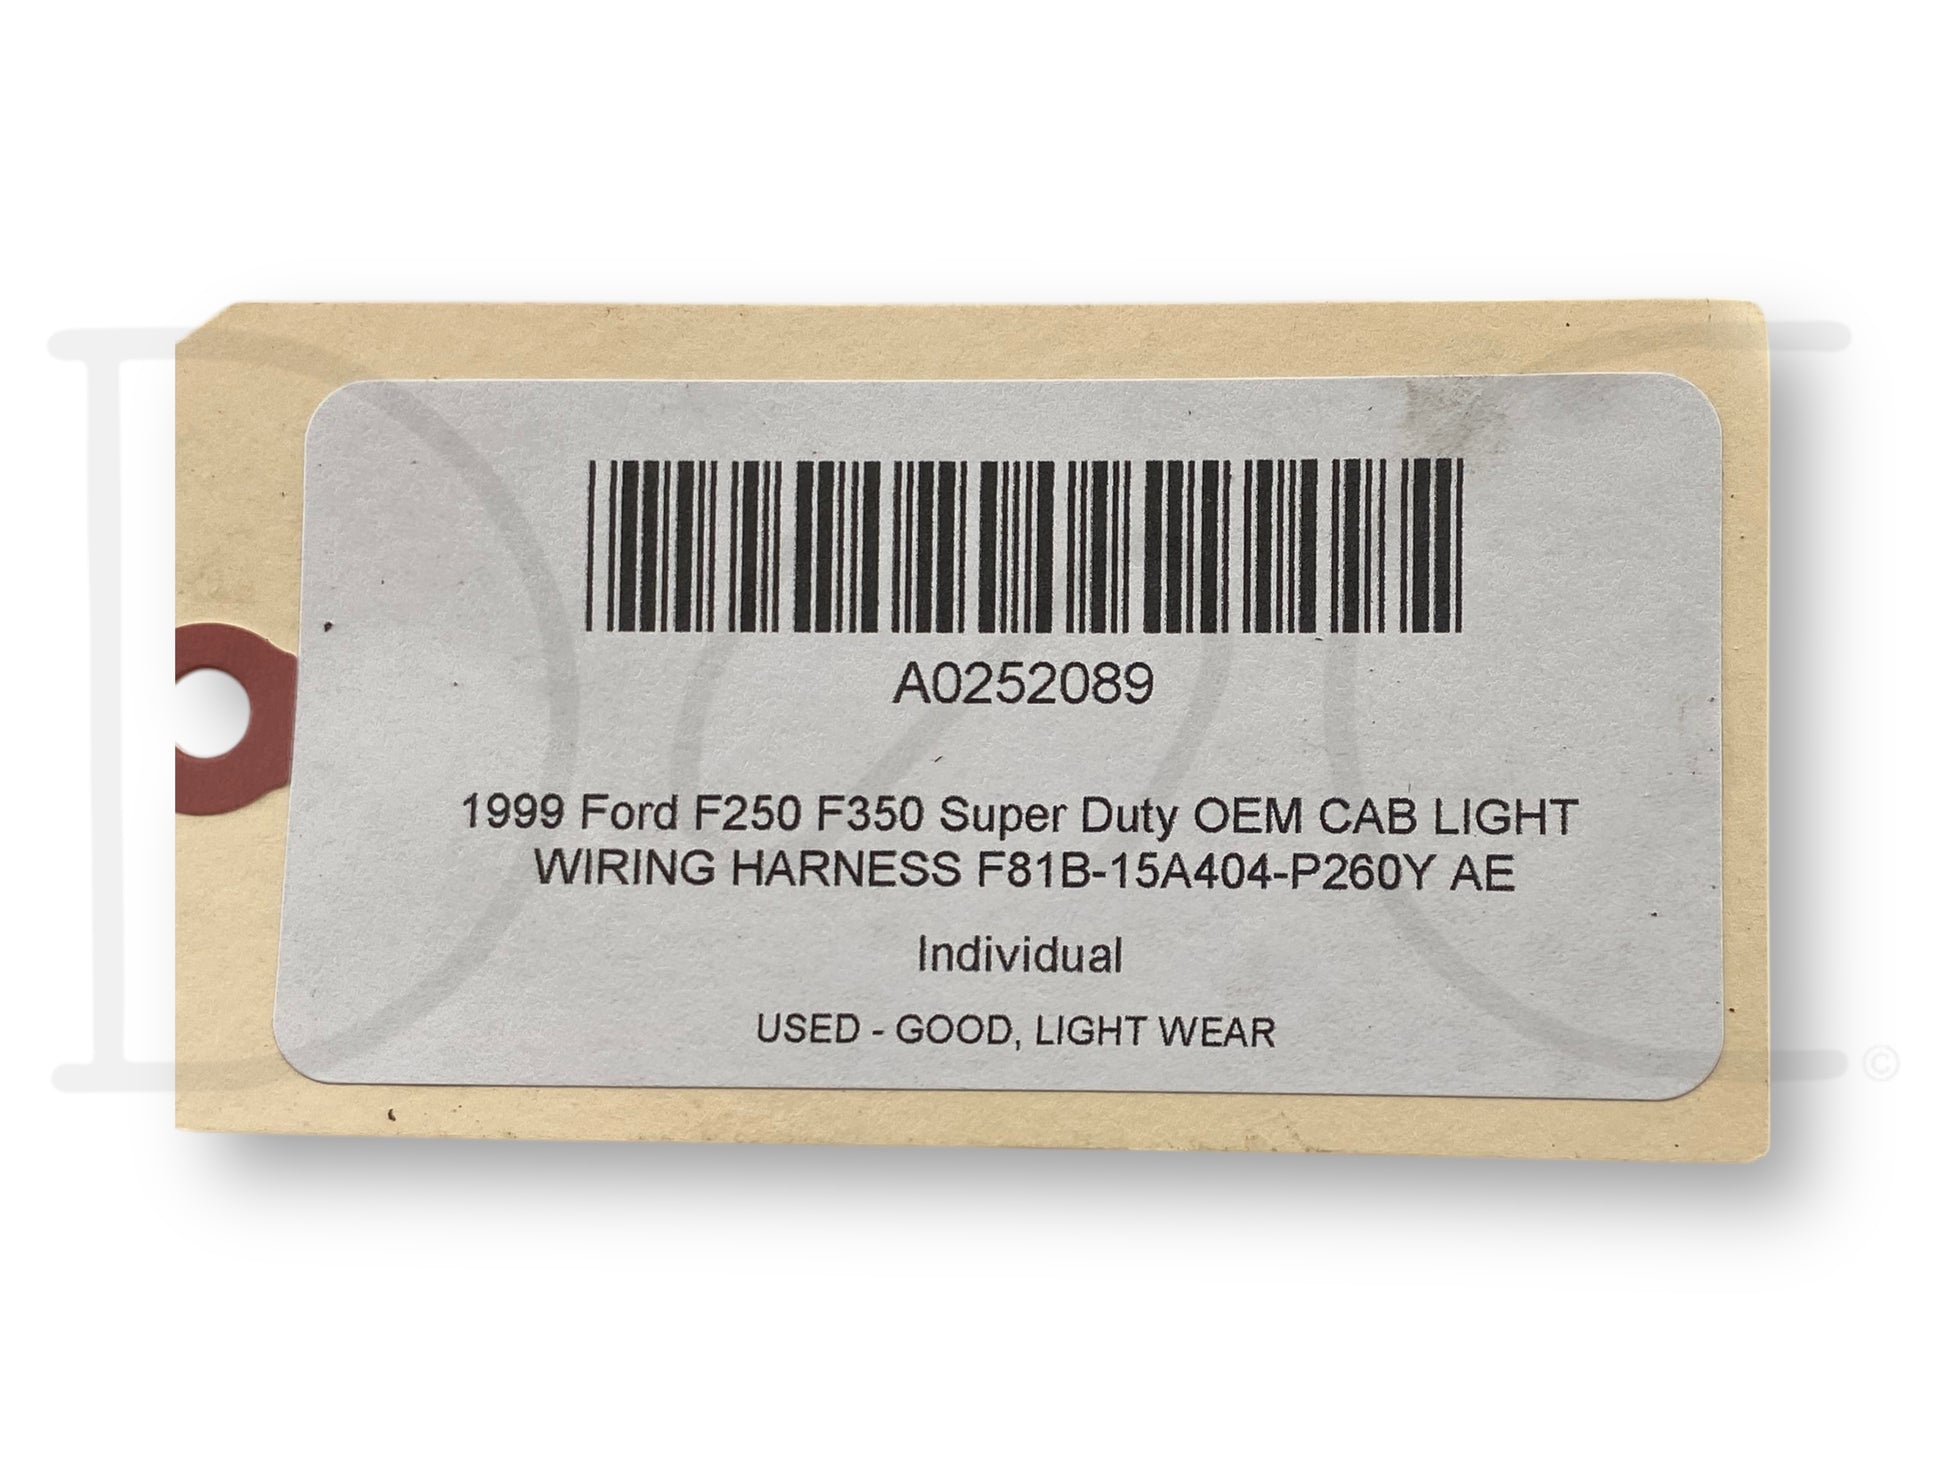 A0252089
1999 Ford F250 F350 Super Duty OEM CAB LIGHT
WIRING HARNESS F81B-15A404-P260Y AE
Individual
USED - GOOD, LIGHT WEAR
©